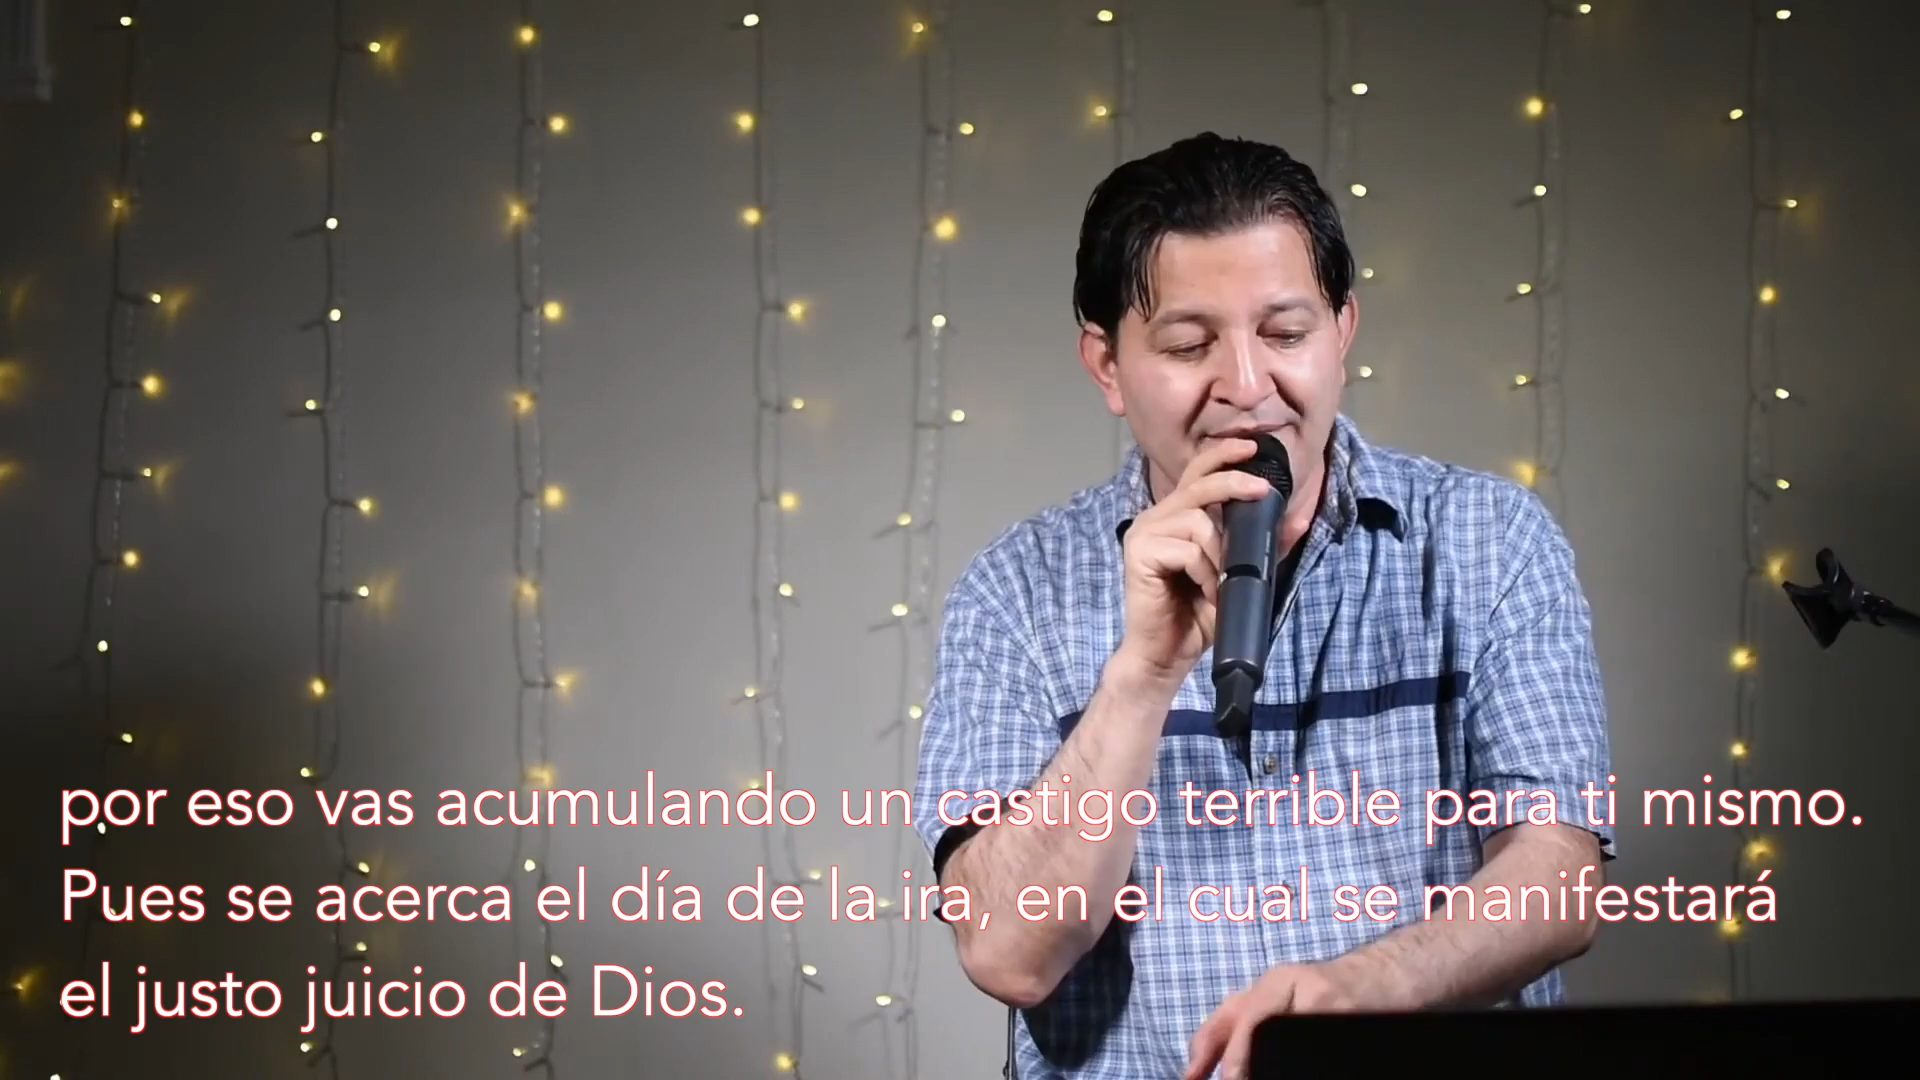 por eso vas acumulando un castigo terrible para ti mismo.
Pues se acerca el día de la ira, en el cual se manifestará
el justo juicio de Dios.